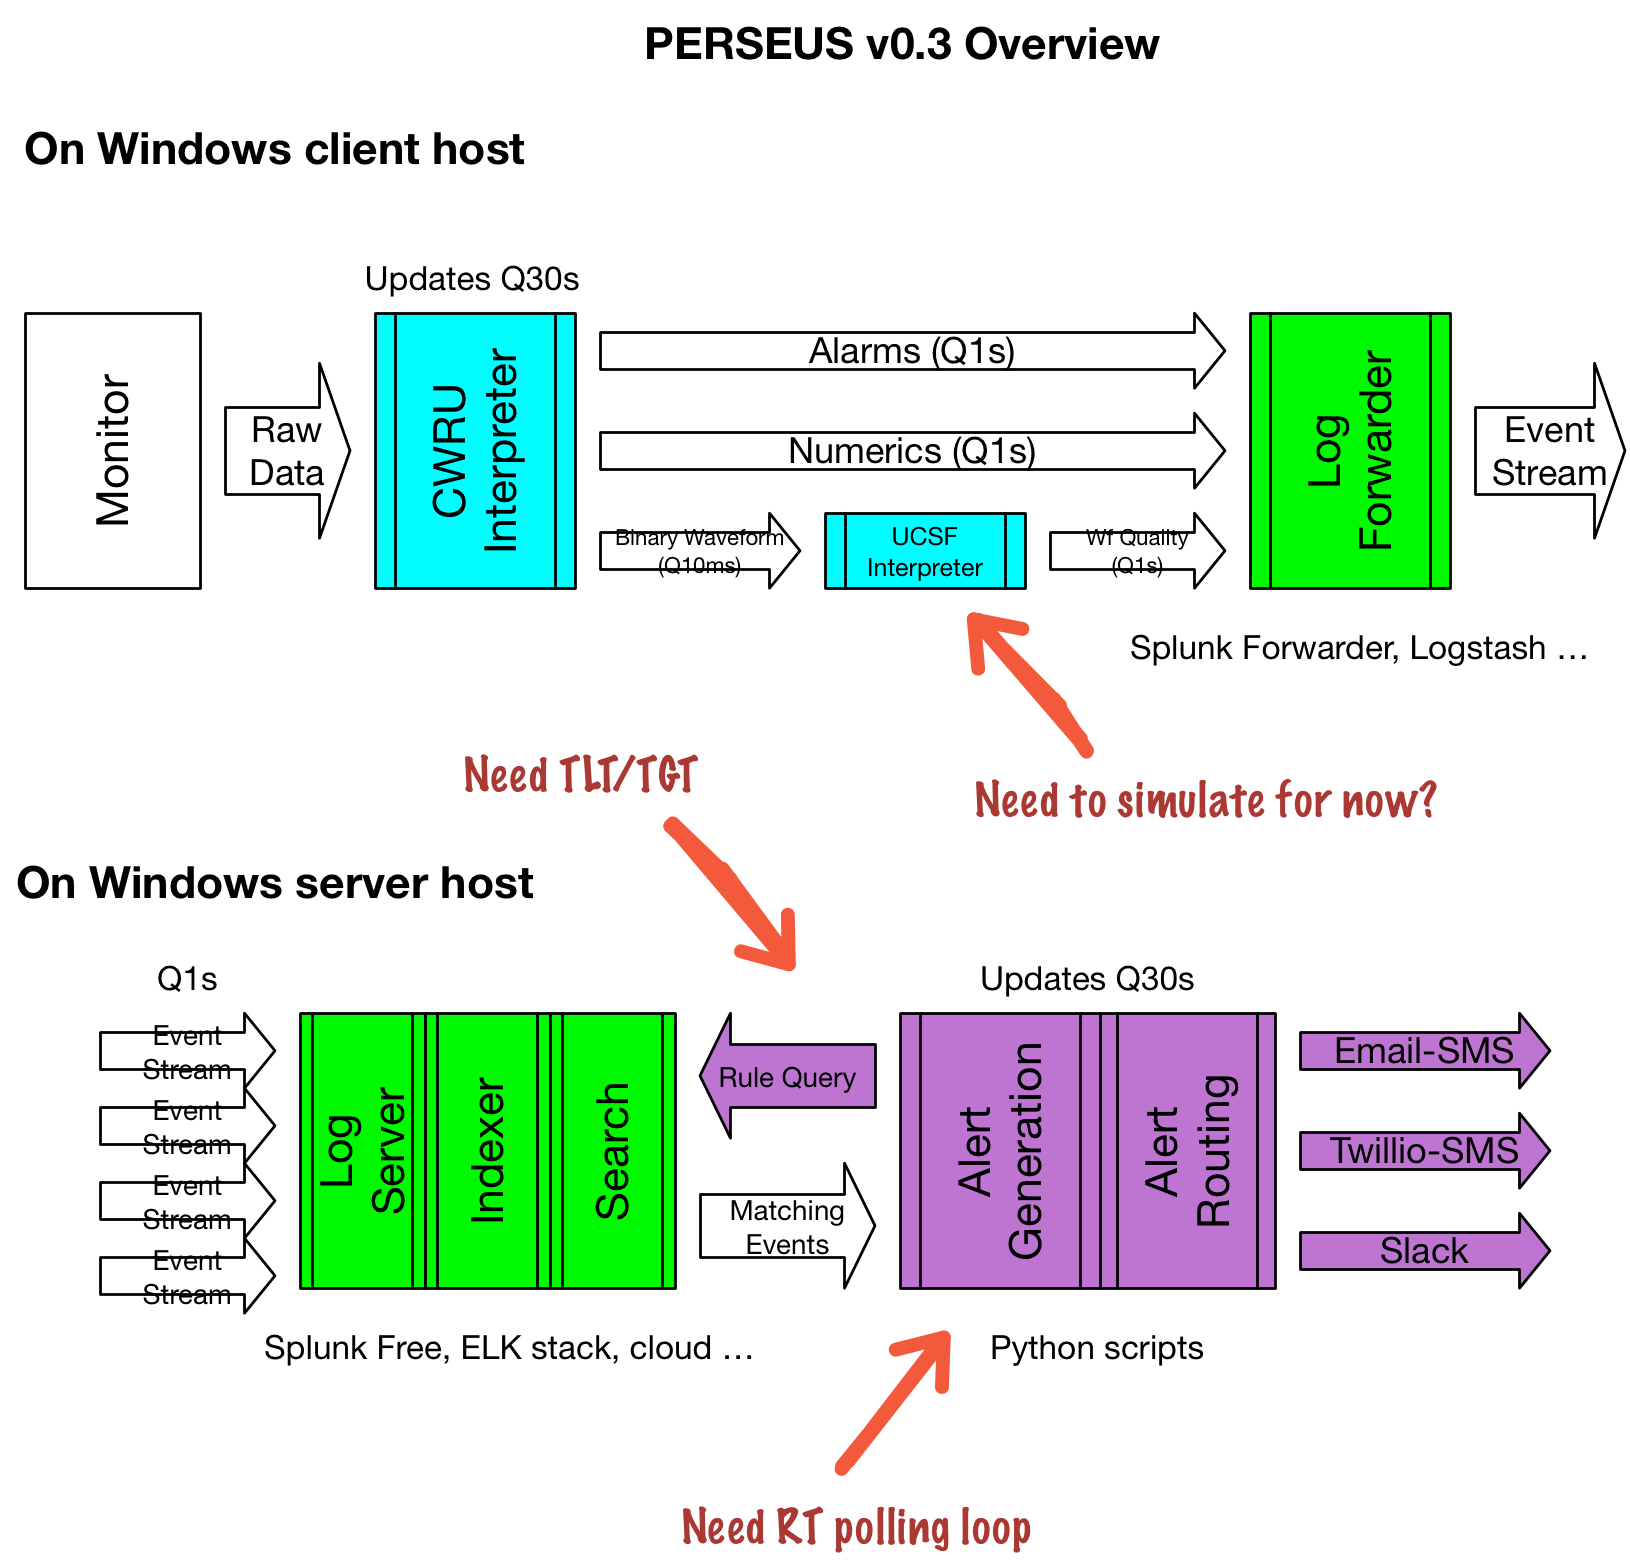 PERSEUS v0.3 Overview
On Windows client host
Updates Q30s
Monitor
Raw
Data
CWRU
Interpreter
Alarms (Q1s)
Numerics (Q1s)
Binary Waveform
(Q10ms)
UCSF
Interpreter
Wf Quality
(Q1s)
Log
Forwarder
Event
Stream
Splunk Forwarder, Logstash …
Need TLT/TGT
Need to simulate for now?
On Windows server host
Q1s
Event
Stream
Event
Stream
Event
Stream
Event
Stream
Log
Server
Indexer
Search
Rule Query
Matching
Events
Updates Q30s
Alert
Generation
Alert
Routing
Email-SMS
Twillio-SMS
Slack
Splunk Free, ELK stack, cloud …
Python scripts
Need RT polling loop